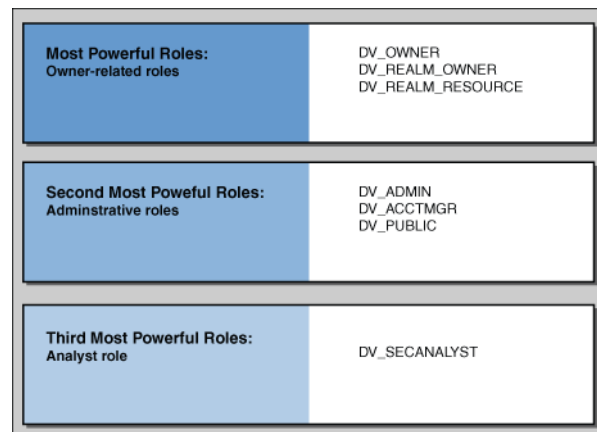 Most Powerful Roles:
Owner-related roles
DV_OWNER
DV_REALM_OWNER
DV_REALM_RESOURCE
Second Most Poweful Roles:
Adminstrative roles
DV_ADMIN
DV_ACCTMGR
DV_PUBLIC
Third Most Powerful Roles:
Analyst role
DV_SECANALYST